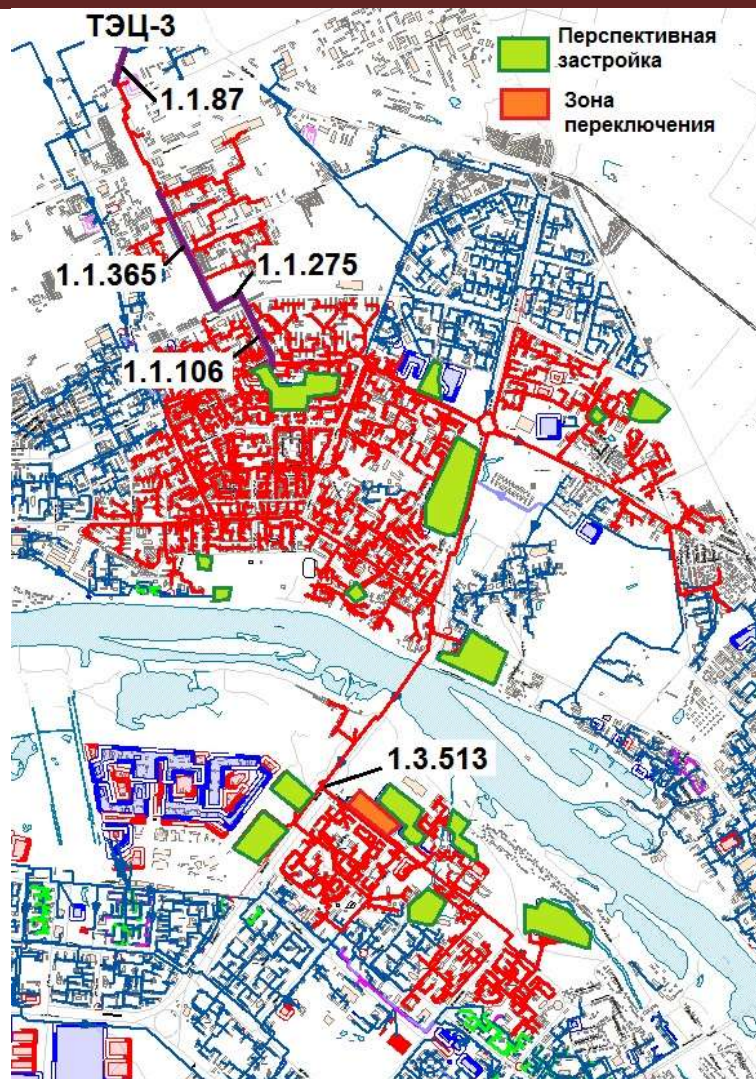 ТЭЦ-3
Перспективная
застройка
1.1.87
Зона
переключения
1.1.365
1.1.275
1.1.106
1.3.513